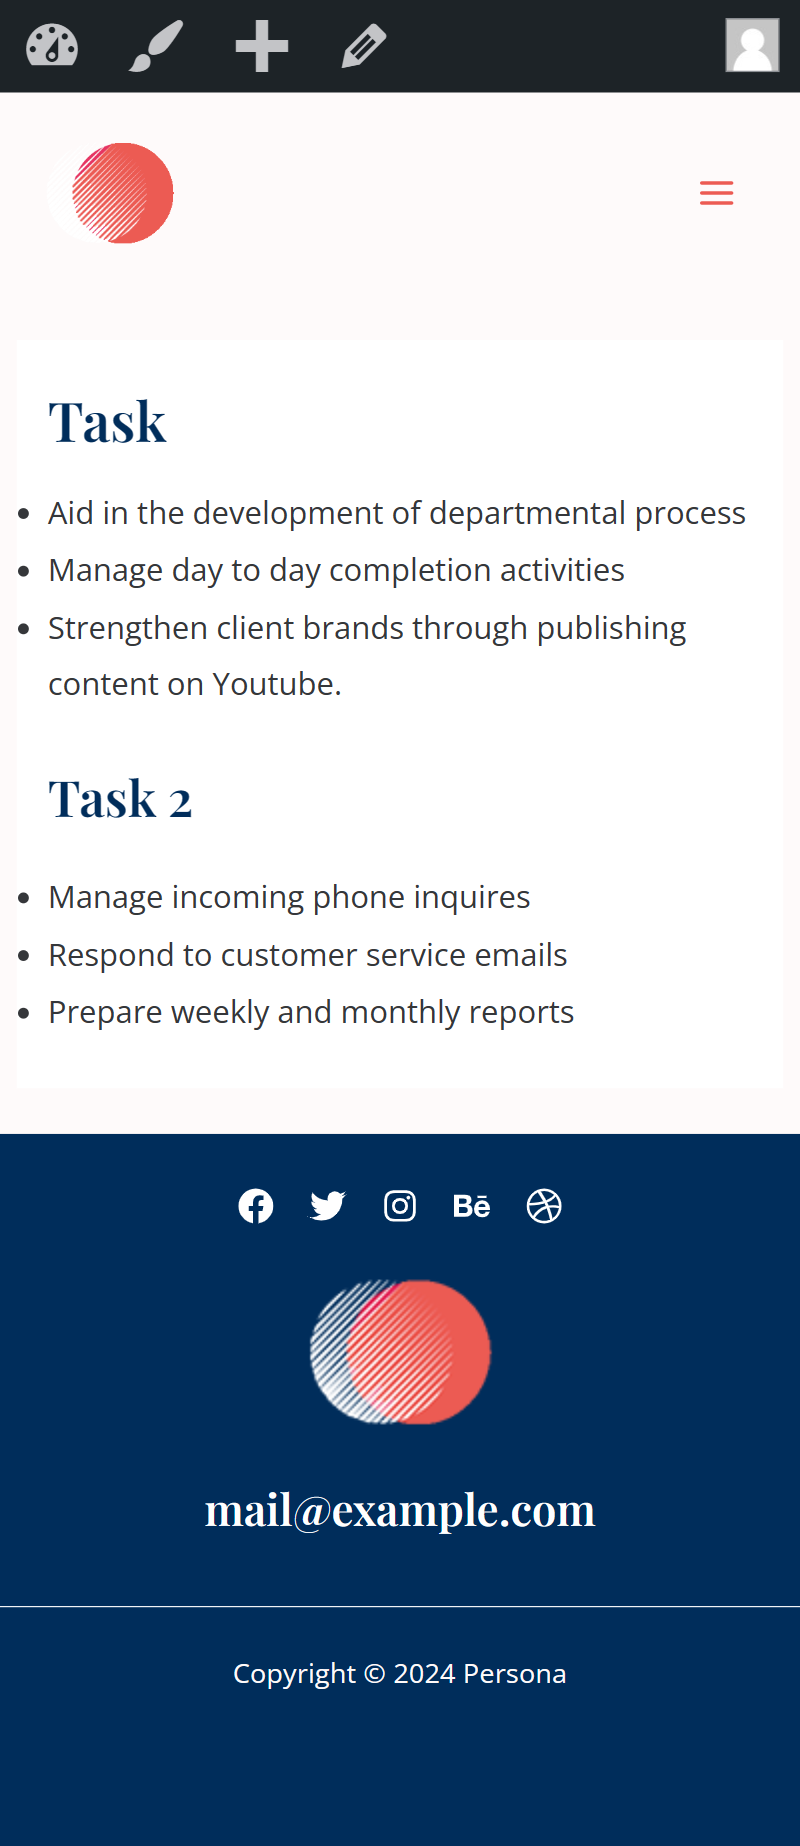 Task
Aid in the development of departmental process
Manage day to day completion activities
Strengthen client brands through publishing
content on Youtube.
Task 2
Manage incoming phone inquires
Respond to customer service emails
Prepare weekly and monthly reports
Bē
mail@example.com
Copyright © 2024 Persona